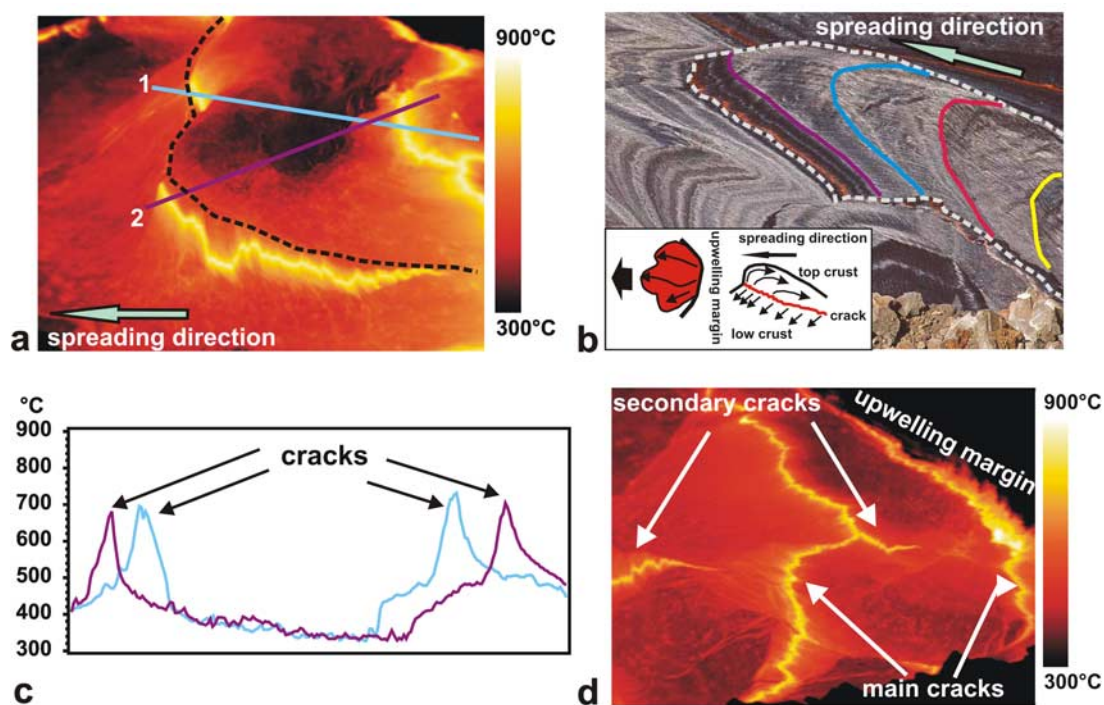 900°C
1
2
300°C
spreading direction
a
spreading direction
upwelling margin
spreading direction
top crust
crack
low crust
b
°C
900
800
700
600
500
400
300
cracks
c
secondary cracks
upwelling margin
900°C
main cracks
300°C
d